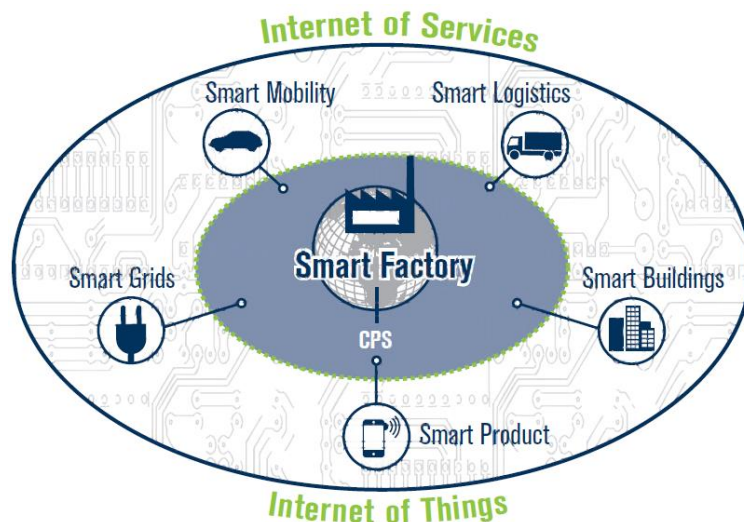 Internet of Services
Smart Mobility
Smart Logistics
Smart Factory
Smart Grids
Smart Buildings
CPS
Smart Product
Internet of Things